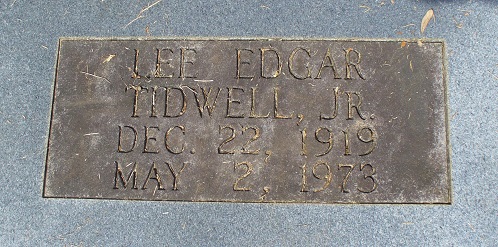 LEE EDGAR
TIDWELL, JR.
DEC. 22, 1919
MAY 2, 1973